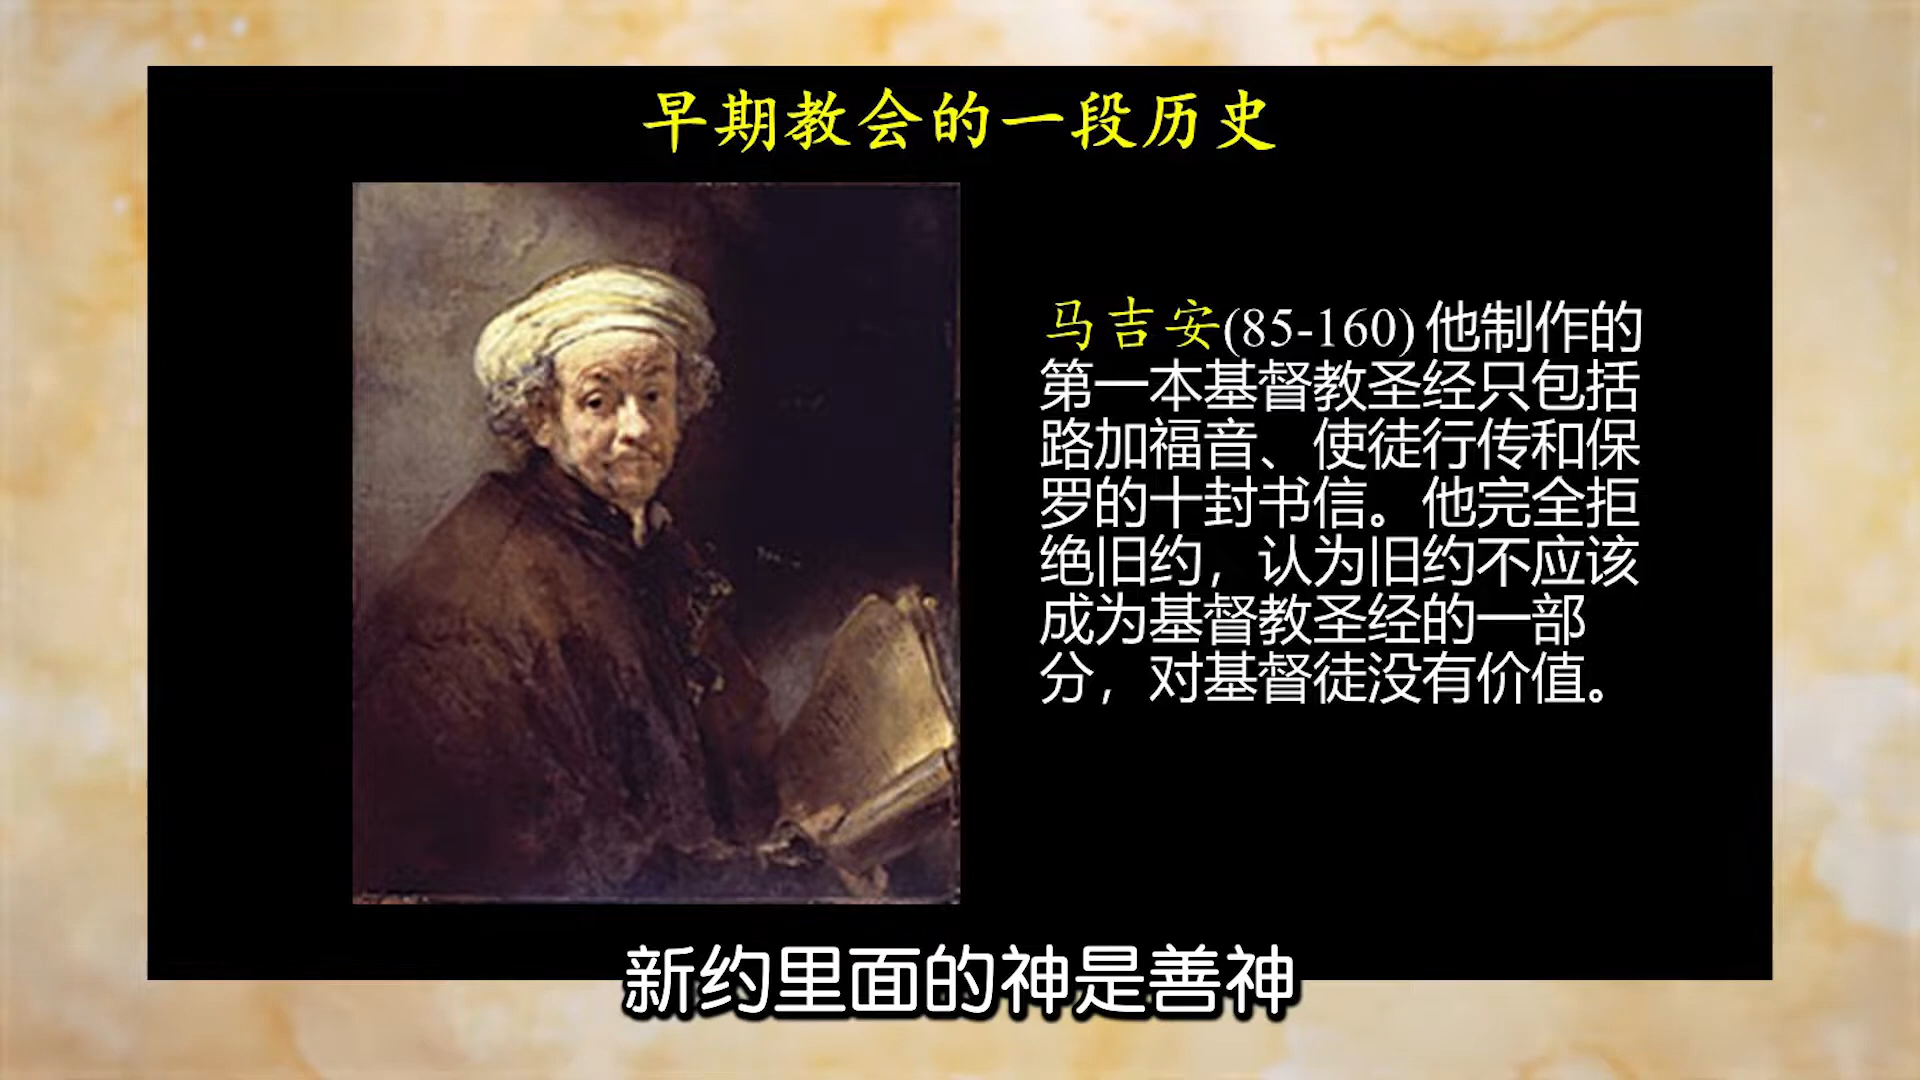 早期教会的一段历史
马吉安(85-160) 他制作的
第一本基督教圣经只包括
路加福音、使徒行传和保
罗的十封书信。他完全拒
绝旧约，认为旧约不应该
成为基督教圣经的一部
分，对基督徒没有价值。
新约里面的神是善神